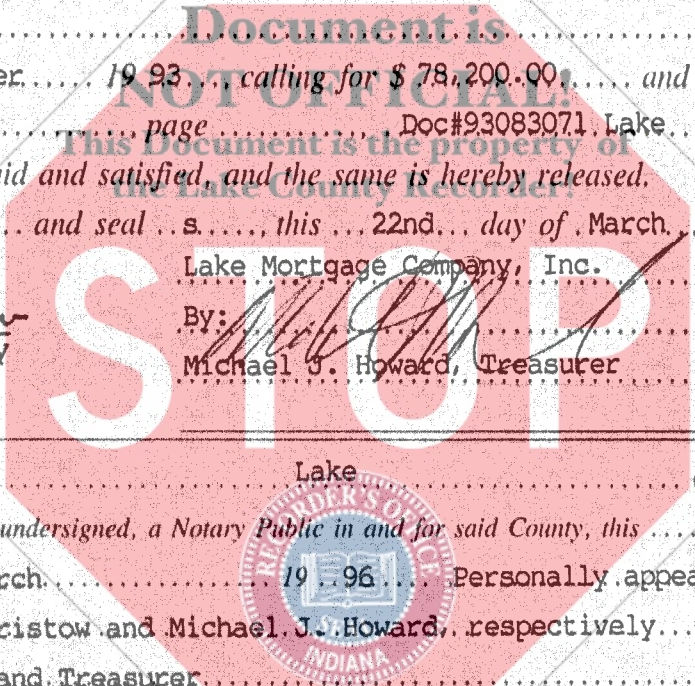 Document is
er..... 19 93..., calling for $ 78,200.00,..... and
NOT OFFICIAL!
page ............ Doc#93083071 Lake
This Document is the property of
id and satisfied, and the same is hereby released.
the Lake County Recorder!
.. and seal ..s....., this ...22nd... day of .March..
STOP
Lake Mortgage Company, Inc.
By:
Michael J. Howard, Treasurer
Lake
undersigned, a Notary Public in and for said County, this ....
rch............ 19 ..96.... Personally appea
ristow and Michael J. Howard, respectively...
and Treasurer
RECORDER'S OFFICE
SEAL
INDIANA